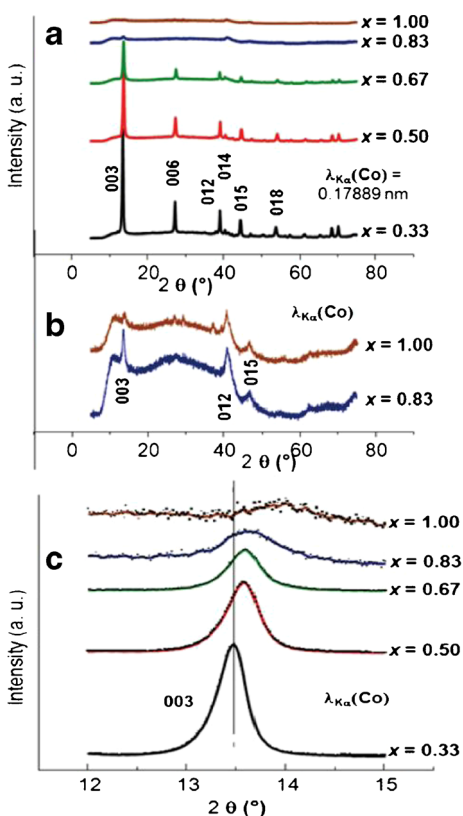 a
x = 1.00
x = 0.83
x = 0.67
x = 0.50
x = 0.33
λKα(Co) =
0.17889 nm
003
006
012
014
015
018
Intensity (a. u.)
0 20 40 60 80
2 θ (°)
b
λKα(Co)
x = 1.00
x = 0.83
003
012
015
0 20 40 60 80
2 θ (°)
c
x = 1.00
x = 0.83
x = 0.67
x = 0.50
x = 0.33
003
λKα(Co)
Intensity (a. u.)
12 13 14 15
2 θ (°)